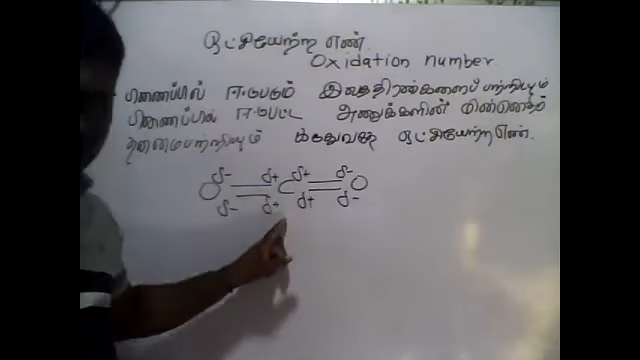 ஒட்சியேற்ற எண்.
Oxidation number.
பிணைப்பில் ஈடுபடும் இலத்திரன்களைப் பற்றியும்
பிணைப்பில் ஈடுபட்ட அணுக்களின் மின்னெதிர்
தன்மைபற்றியும் கூறுவதே ஒட்சியேற்ற எண்.
δ- δ+ δ+ δ-
O = C = O
δ- δ+ δ+ δ-